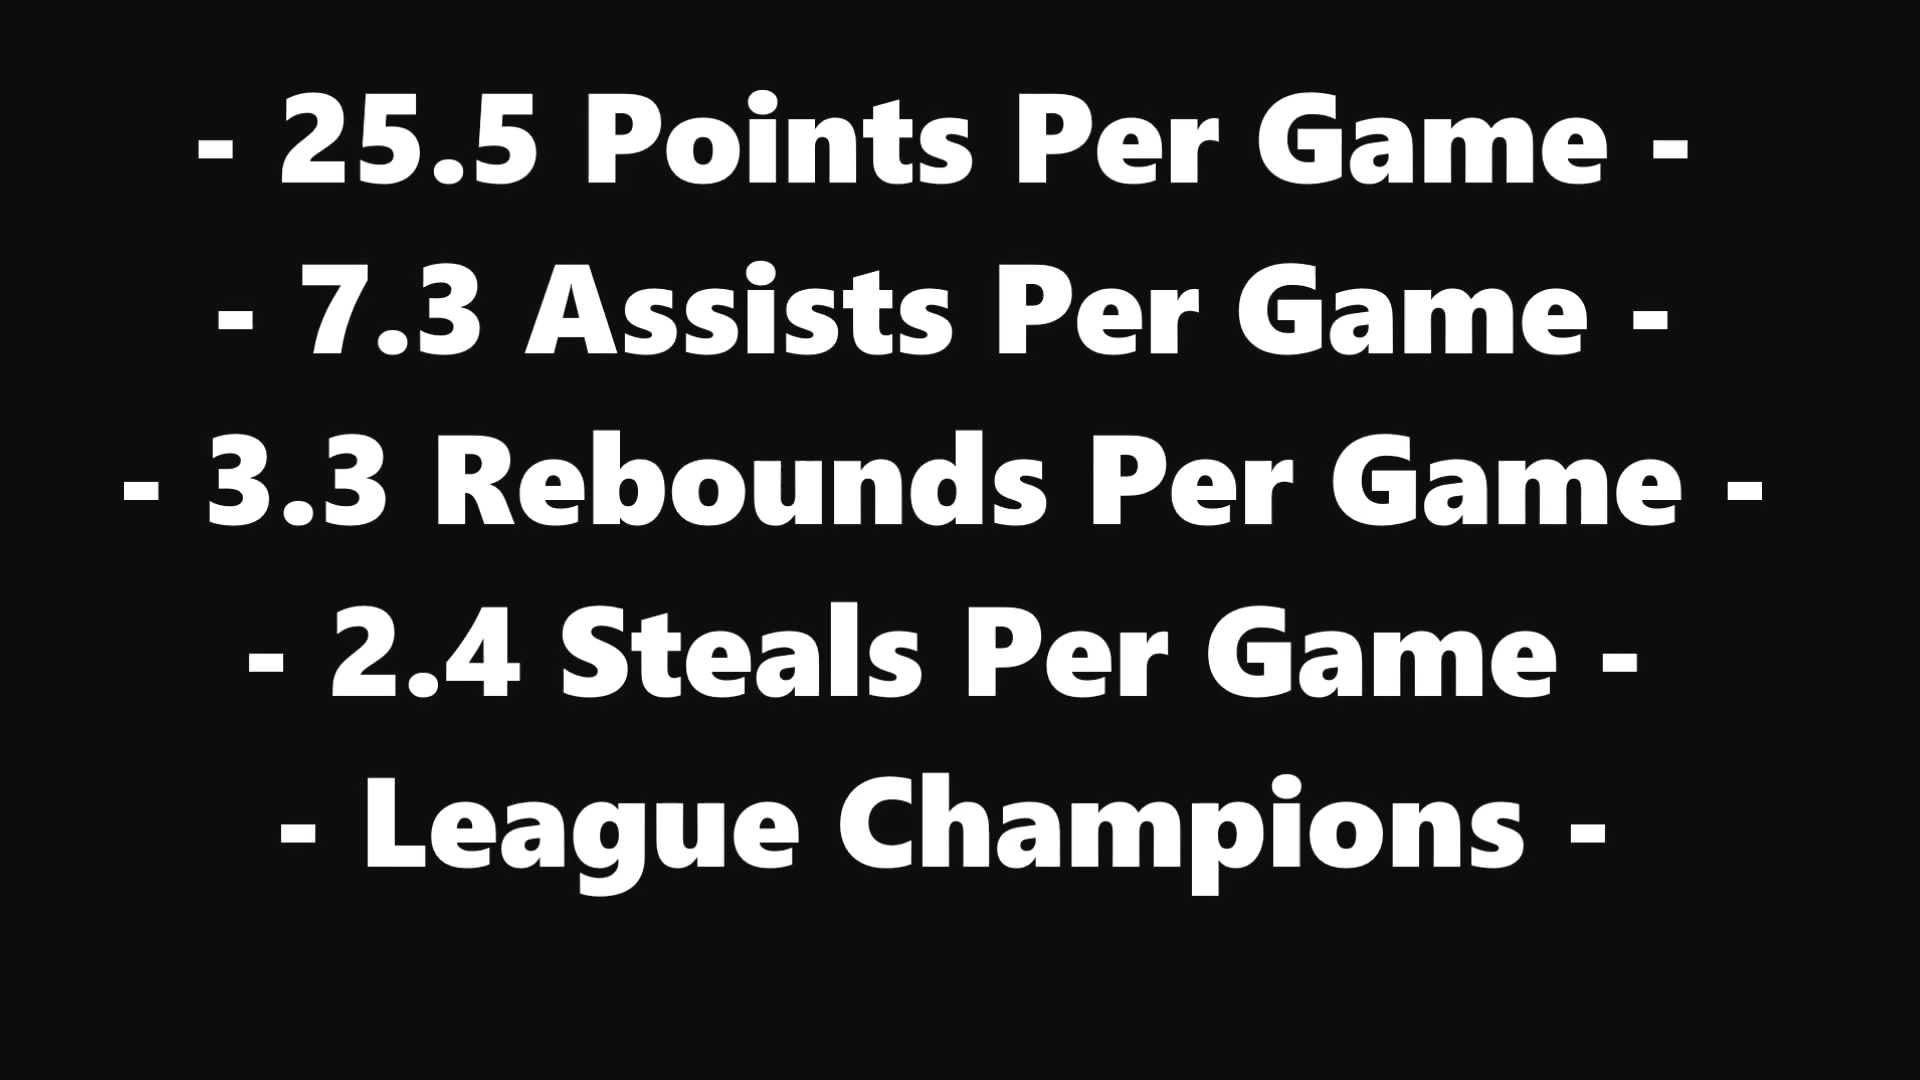 - 25.5 Points Per Game -
- 7.3 Assists Per Game -
- 3.3 Rebounds Per Game -
- 2.4 Steals Per Game -
- League Champions -